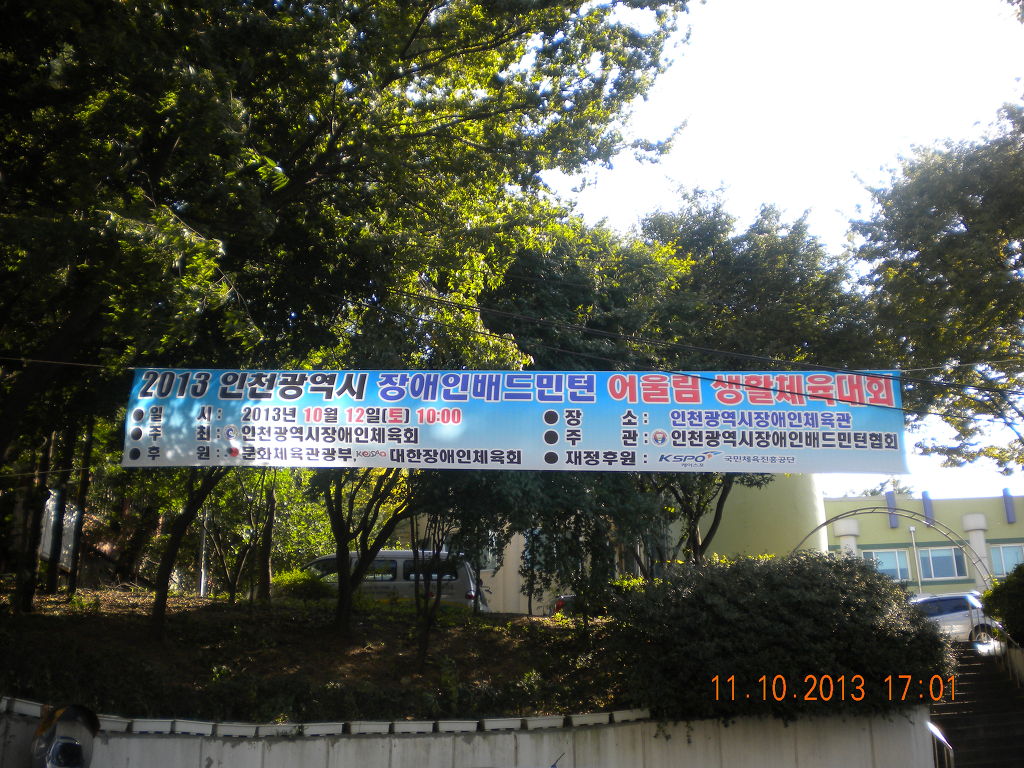 2013 인천광역시 장애인배드민턴 어울림 생활체육대회
● 일 시 : 2013년 10월 12일(토) 10:00
● 장 소 : 인천광역시장애인체육관
● 주 최 : 인천광역시장애인체육회
● 주 관 : 인천광역시장애인배드민턴협회
● 후 원 : 문화체육관광부, KOSAD 대한장애인체육회
● 재정후원 : KSPO 케이스포 국민체육진흥공단
11.10.2013 17:01